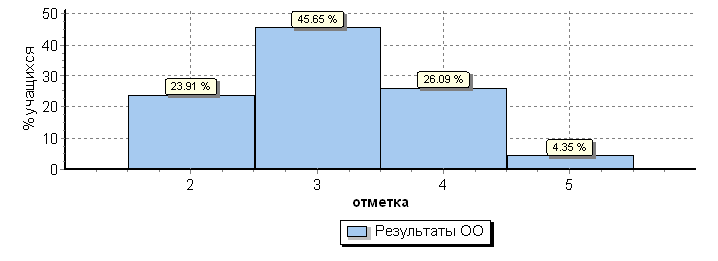 % учащихся
50
40
30
20
10
0
23.91 %
45.65 %
26.09 %
4.35 %
2 3 4 5
отметка
Результаты ОО